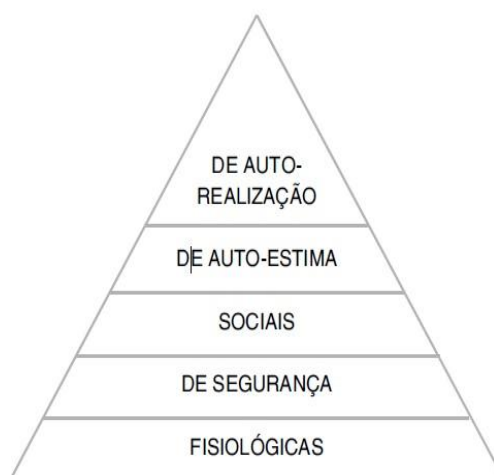 DE AUTO-
REALIZAÇÃO
DE AUTO-ESTIMA
SOCIAIS
DE SEGURANÇA
FISIOLÓGICAS